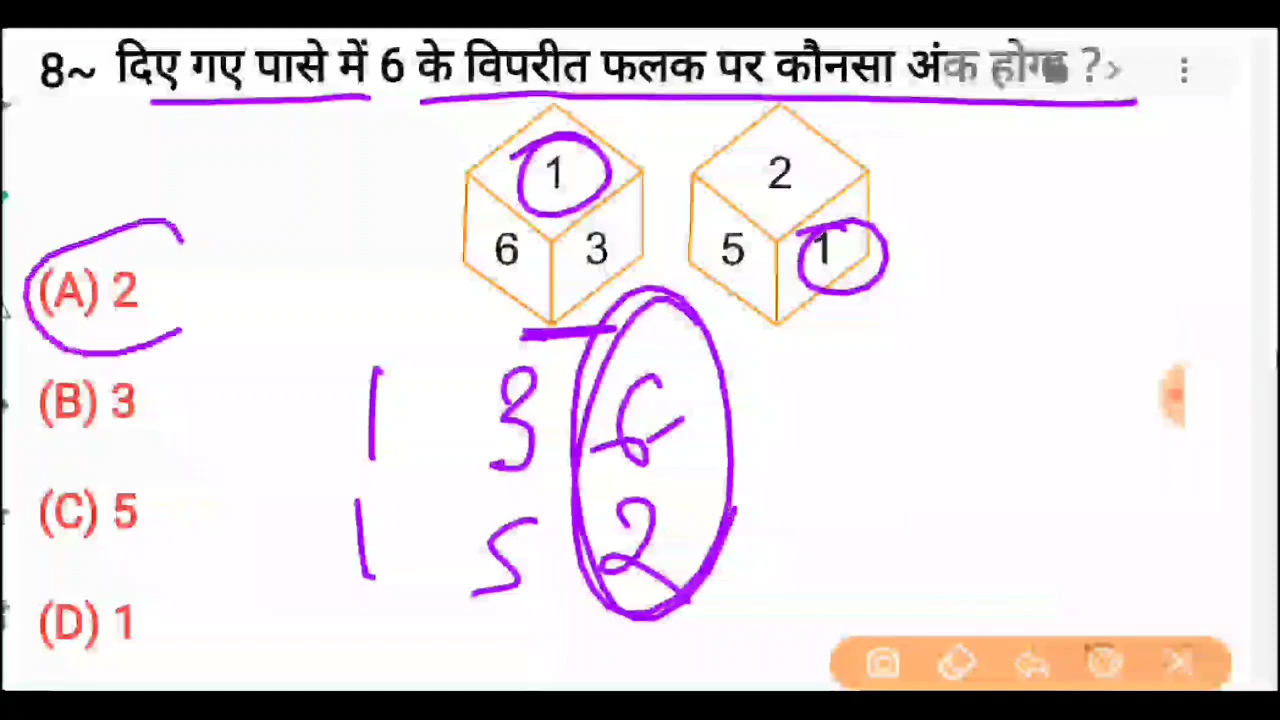 8~ दिए गए पासे में 6 के विपरीत फलक पर कौनसा अंक होगा ?
1 2
6 3 5 1
(A) 2
(B) 3
(C) 5
(D) 1
1 3 6
1 5 2